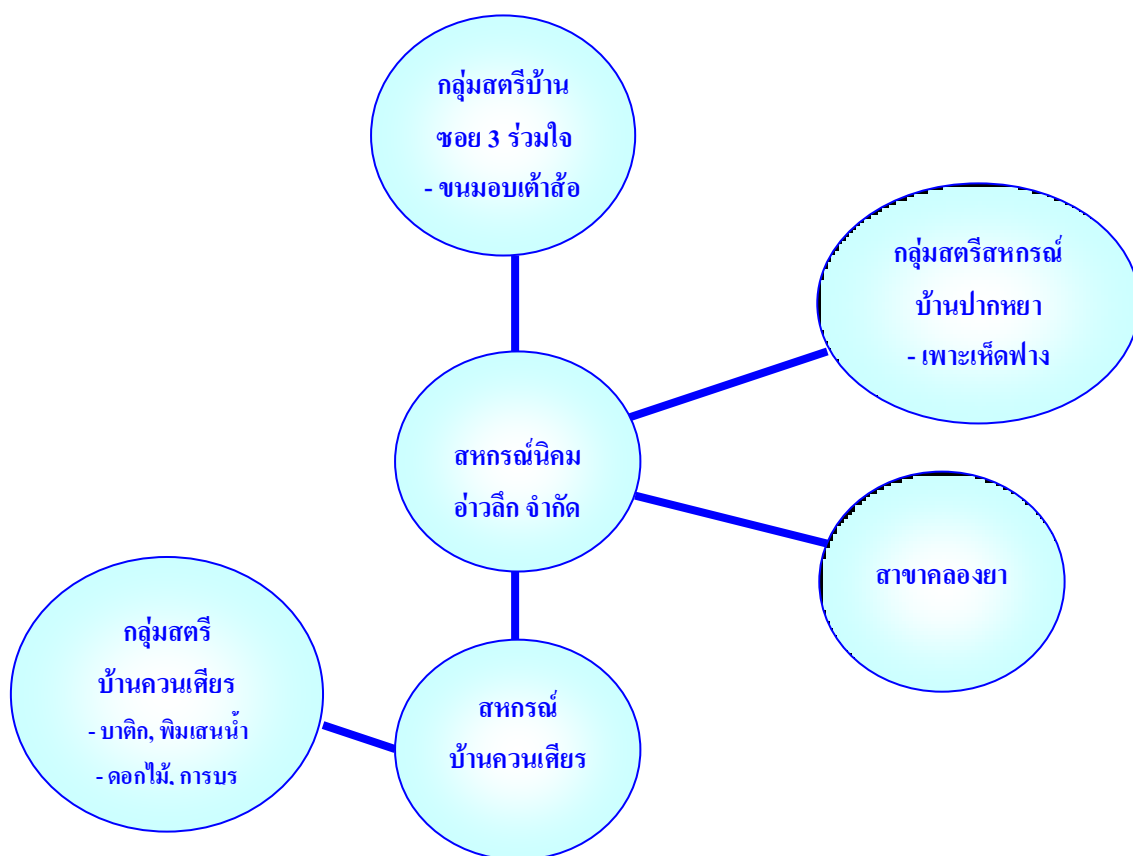 กลุ่มสตรีบ้าน
ซอย 3 ร่วมใจ
- ขนมอบเต้าส้อ
กลุ่มสตรีสหกรณ์
บ้านปากหยา
- เพาะเห็ดฟาง
สหกรณ์นิคม
อ่าวลึก จำกัด
สาขาคลองยา
กลุ่มสตรี
บ้านควนเศียร
- บาติก, พิมเสนน้ำ
- ดอกไม้, การบูร
สหกรณ์
บ้านควนเศียร